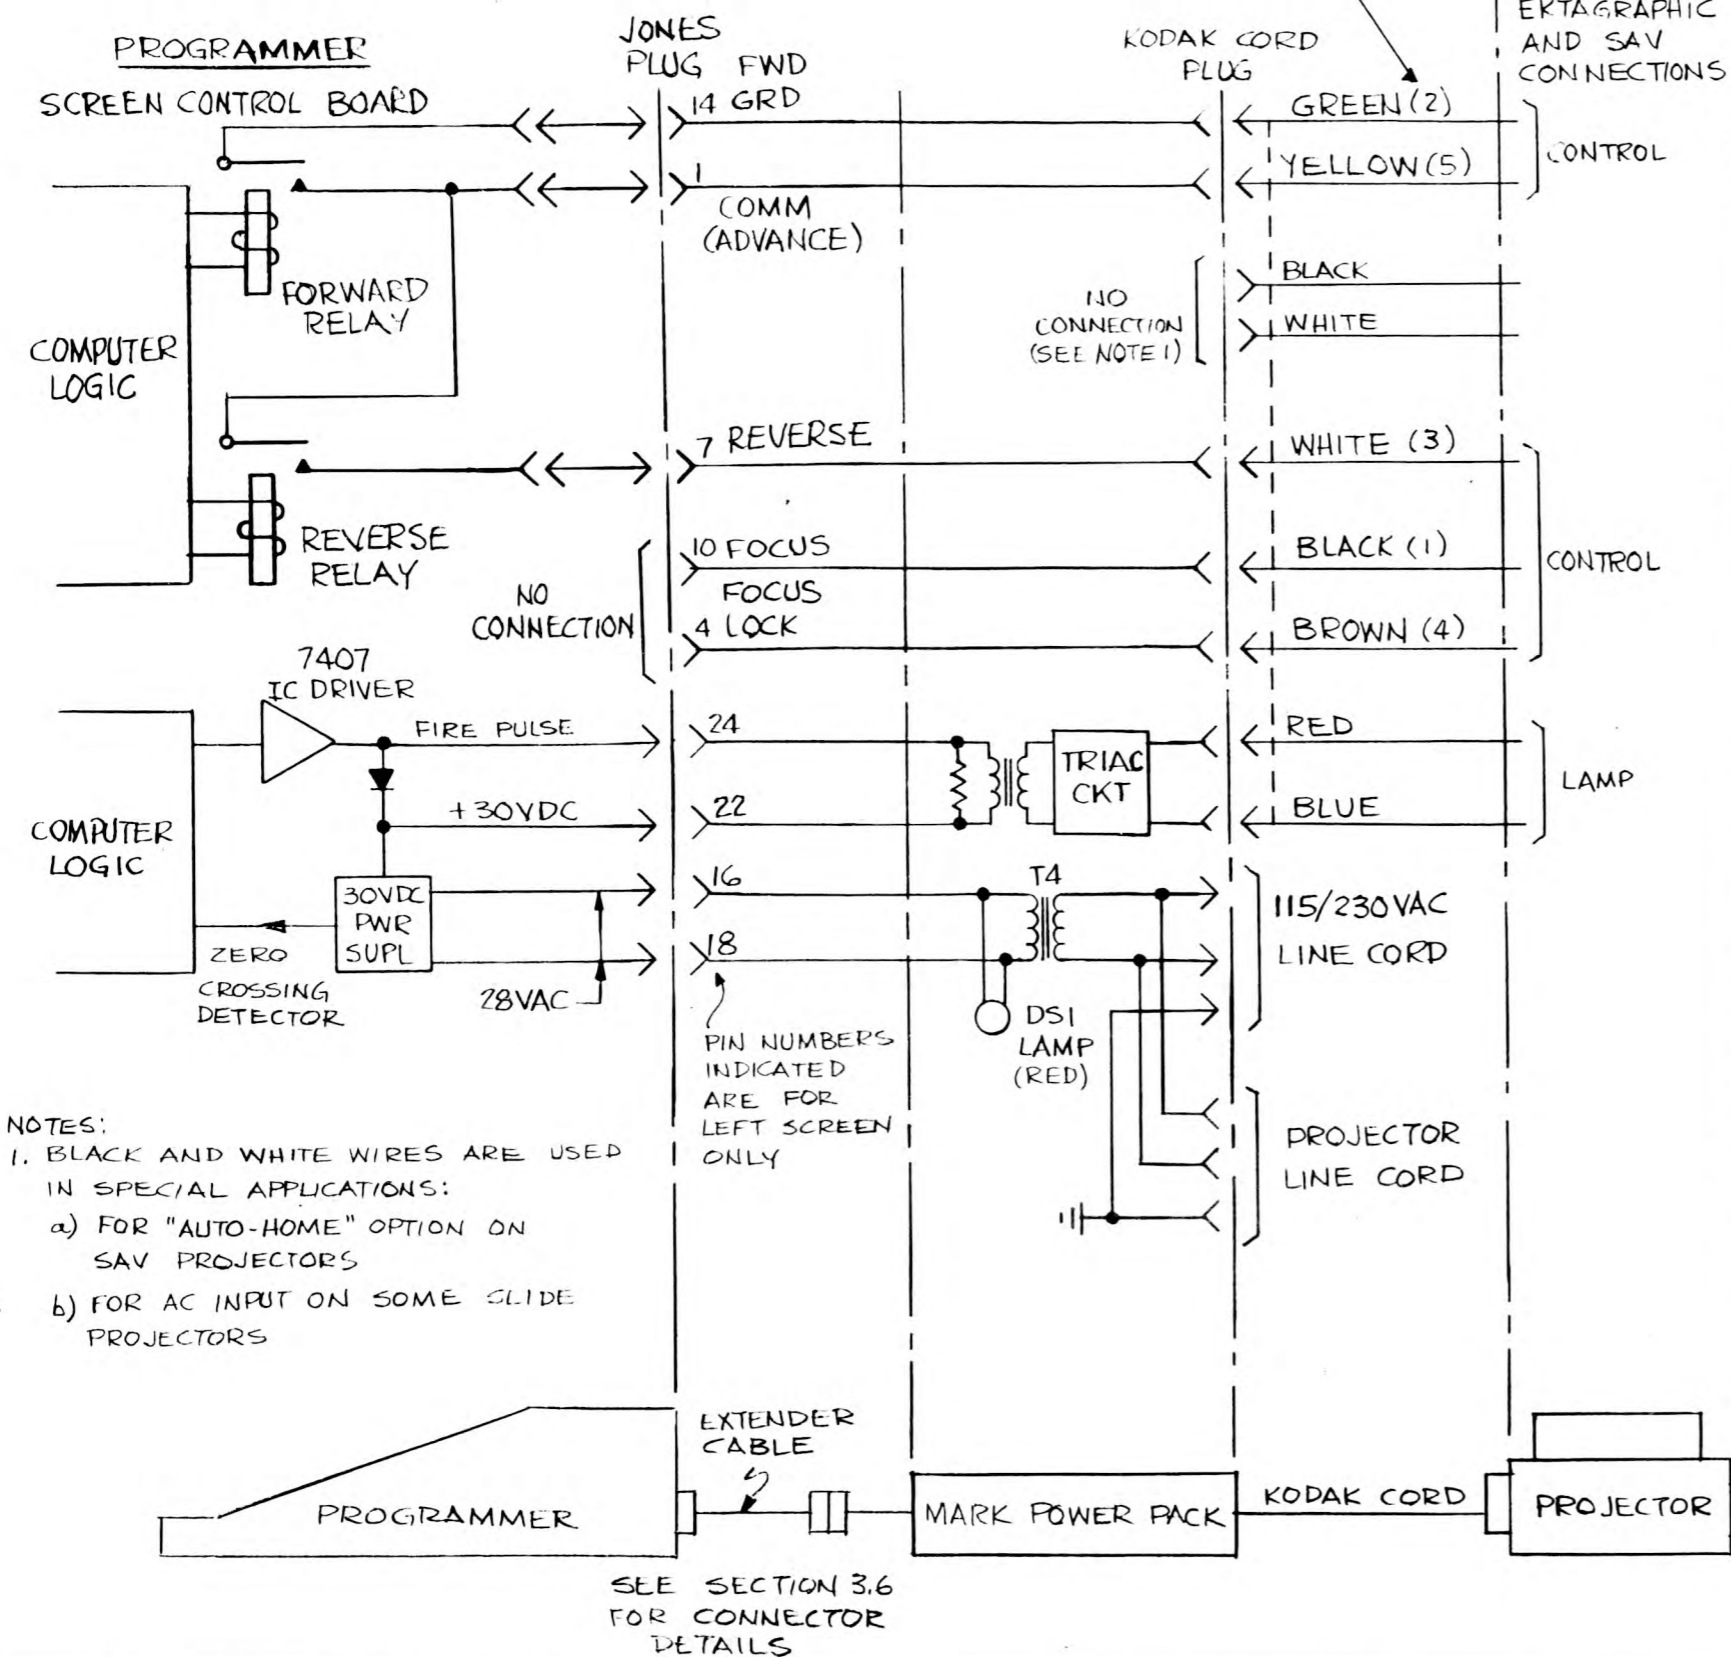 PROGRAMMER
SCREEN CONTROL BOARD
JONES
PLUG FWD
14 GRD
1
COMM
(ADVANCE)
KODAK CORD
PLUG
EKTAGRAPHIC
AND SAV
CONNECTIONS
GREEN (2)
YELLOW (5)
CONTROL
FORWARD
RELAY
COMPUTER
LOGIC
NO
CONNECTION
(SEE NOTE 1)
BLACK
WHITE
7 REVERSE
WHITE (3)
REVERSE
RELAY
NO
CONNECTION
10 FOCUS
FOCUS
4 LOCK
BLACK (1)
BROWN (4)
CONTROL
7407
IC DRIVER
FIRE PULSE
24
TRIAC
CKT
RED
+30VDC
22
BLUE
LAMP
COMPUTER
LOGIC
30VDC
PWR
SUPL
ZERO
CROSSING
DETECTOR
28VAC
16
18
T4
DS1
LAMP
(RED)
115/230VAC
LINE CORD
PIN NUMBERS
INDICATED
ARE FOR
LEFT SCREEN
ONLY
PROJECTOR
LINE CORD
NOTES:
1. BLACK AND WHITE WIRES ARE USED
IN SPECIAL APPLICATIONS:
a) FOR "AUTO-HOME" OPTION ON
SAV PROJECTORS
b) FOR AC INPUT ON SOME SLIDE
PROJECTORS
PROGRAMMER
EXTENDER
CABLE
MARK POWER PACK
KODAK CORD
PROJECTOR
SEE SECTION 3.6
FOR CONNECTOR
DETAILS